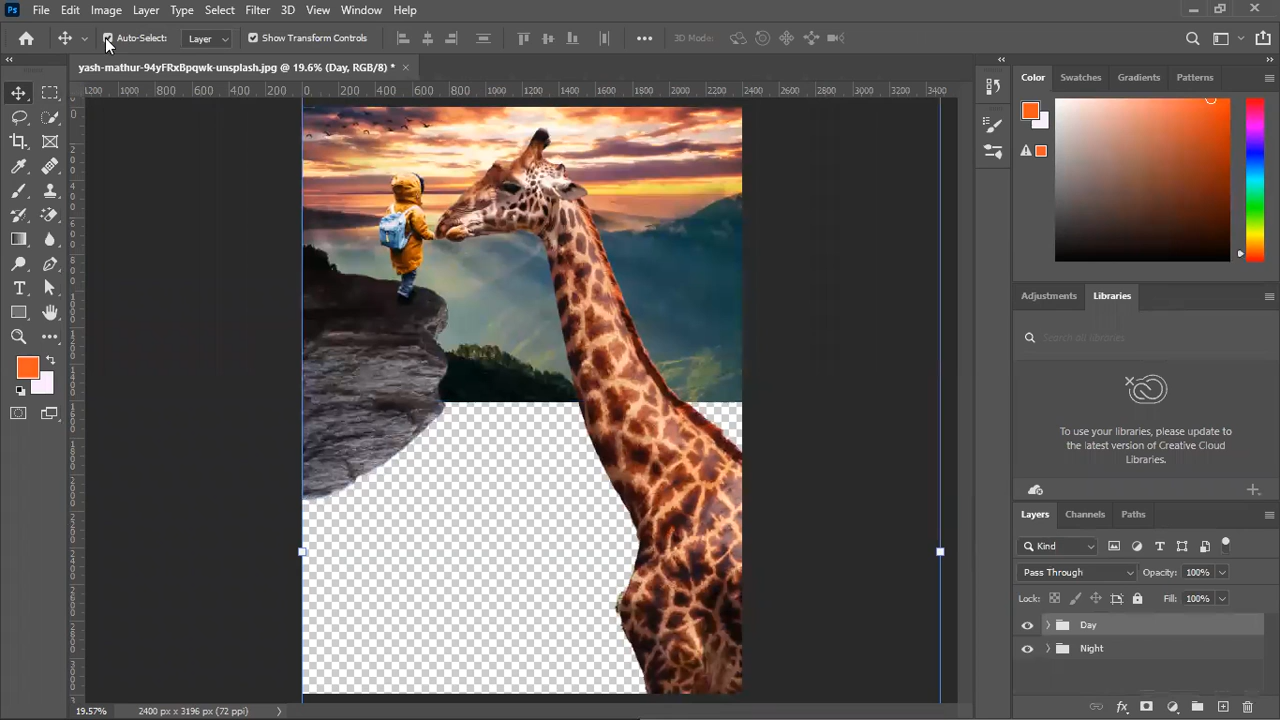 Ps File Edit Image Layer Type Select Filter 3D View Window Help
Auto-Select: Layer Show Transform Controls 3D Mode:
yash-mathur-94yFRxBpqwk-unsplash.jpg @ 19.6% (Day, RGB/8) *
Color Swatches Gradients Patterns
1200 800 600 400 200 0 200 400 600 800 1000 1200 1400 1600 1800 2000 2200 2400 2600 2800 3000 3200 3400
Adjustments Libraries
Search all libraries
To use your libraries, please update to
the latest version of Creative Cloud
Libraries.
Layers Channels Paths
Kind
Pass Through Opacity: 100%
Lock: Fill: 100%
Day
Night
19.57% 2400 px x 3196 px (72 ppi)